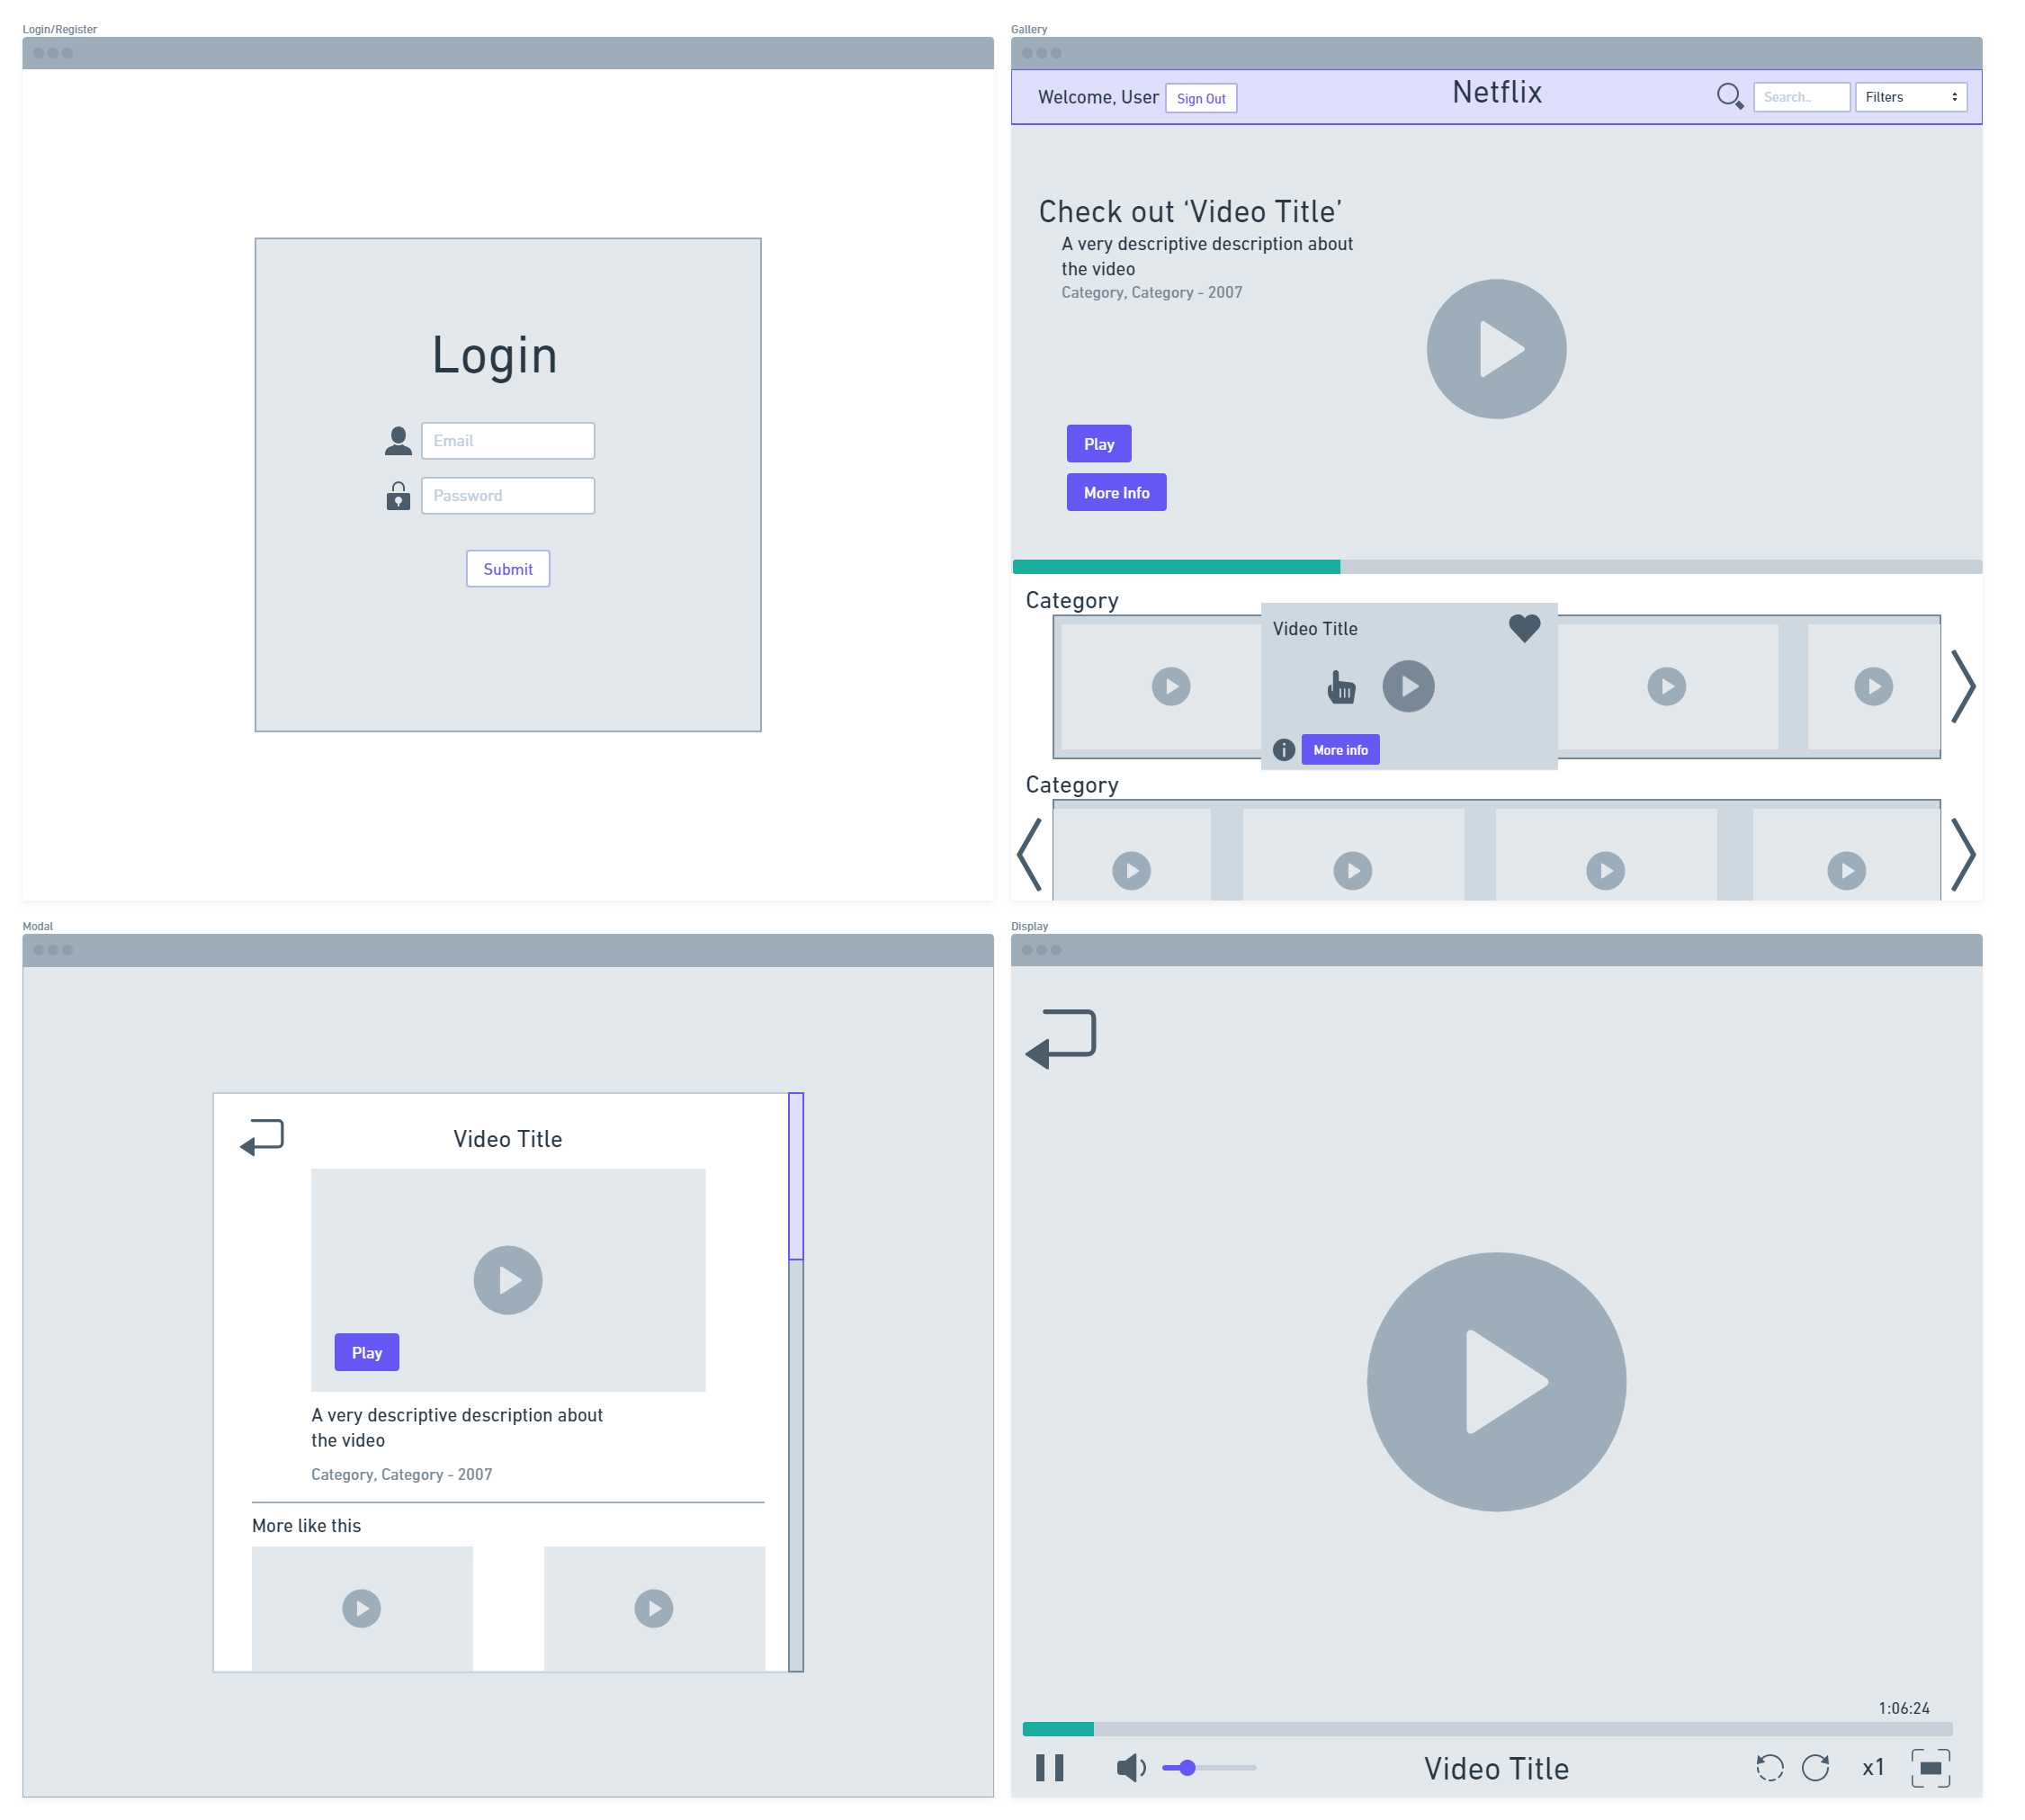 Login/Register
Login
Email
Password
Submit
Gallery
Welcome, User
Sign Out
Netflix
Search..
Filters
Check out ‘Video Title’
A very descriptive description about
the video
Category, Category - 2007
Play
More Info
Category
Video Title
More info
Category
Modal
Video Title
Play
A very descriptive description about
the video
Category, Category - 2007
More like this
Display
1:06:24
Video Title
x1